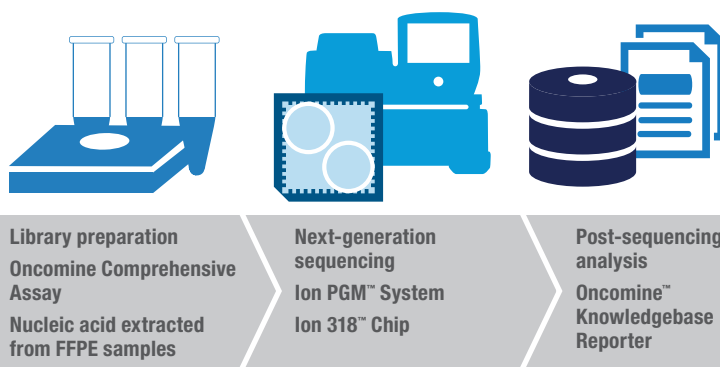 Library preparation
Oncomine Comprehensive
Assay
Nucleic acid extracted
from FFPE samples
Next-generation
sequencing
Ion PGM™ System
Ion 318™ Chip
Post-sequencing
analysis
Oncomine™
Knowledgebase
Reporter